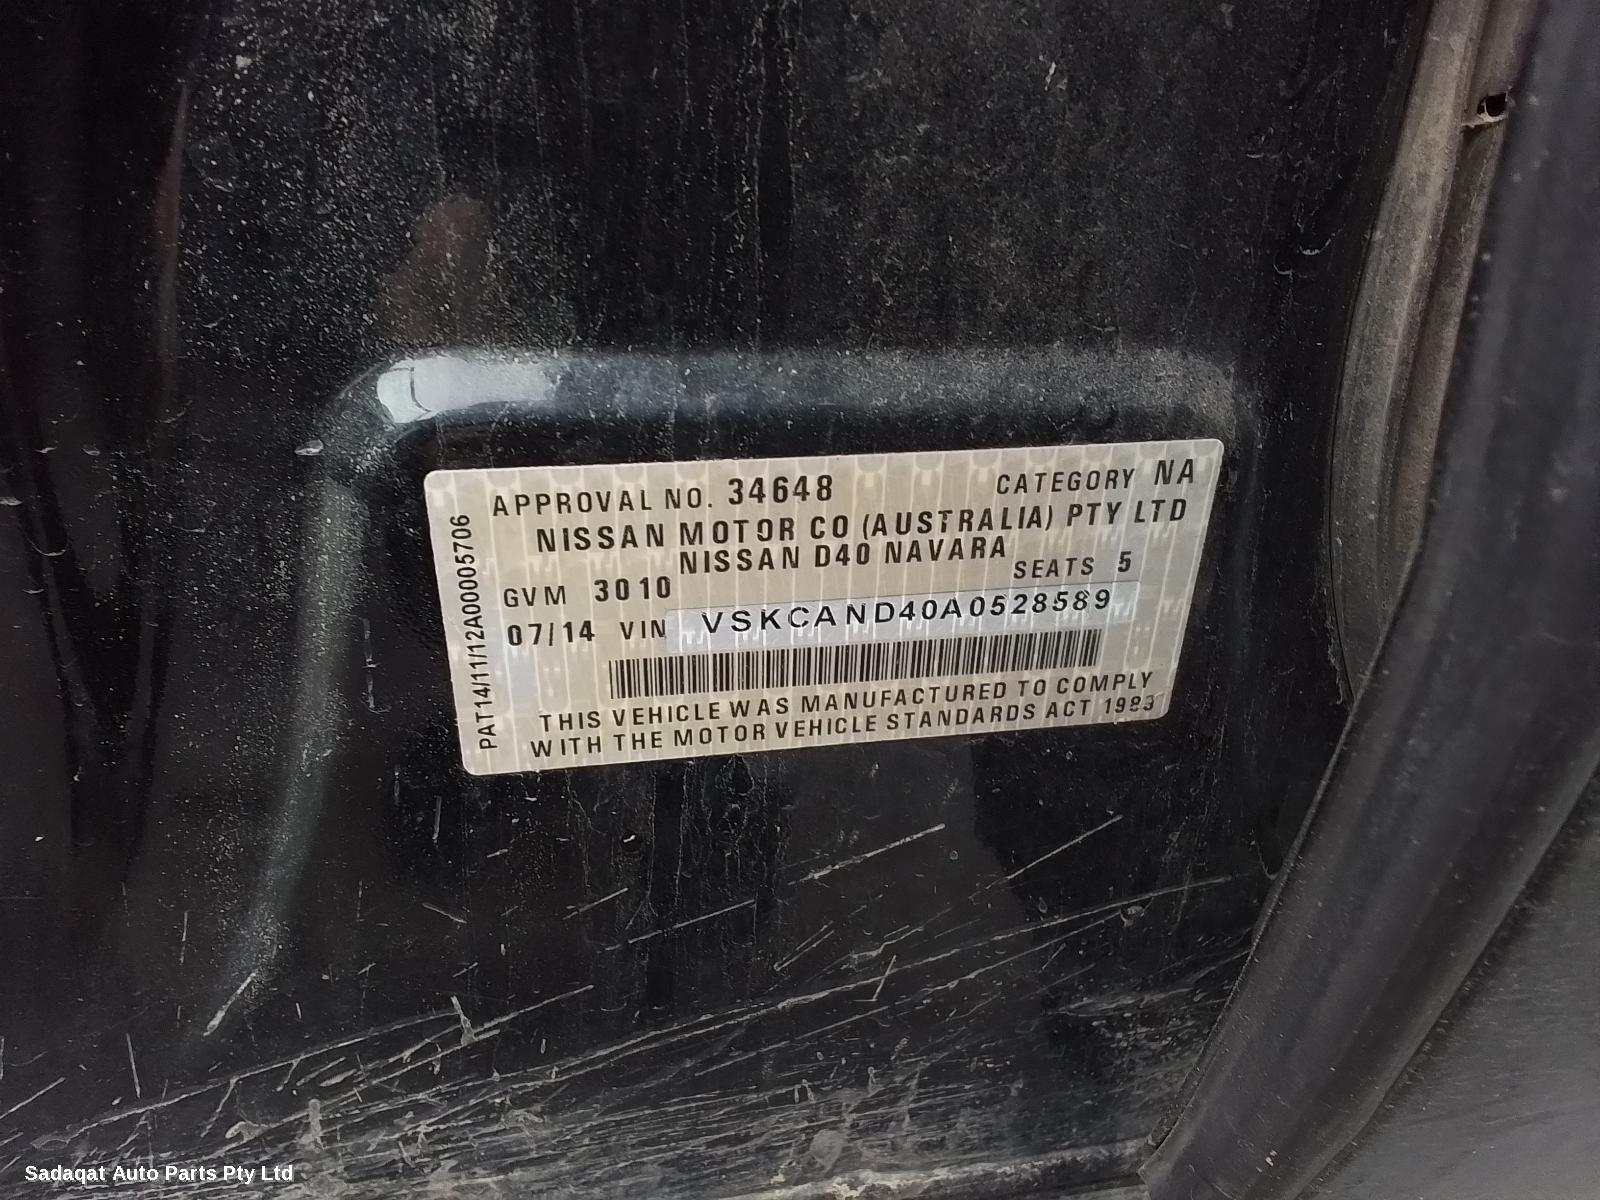 APPROVAL NO. 34648 CATEGORY NA
NISSAN MOTOR CO (AUSTRALIA) PTY LTD
NISSAN D40 NAVARA
GVM 3010 SEATS 5
07/14 VIN VSKCAND40A0528589
THIS VEHICLE WAS MANUFACTURED TO COMPLY
WITH THE MOTOR VEHICLE STANDARDS ACT 1989
PAT14/11/12A00005706
Sadaqat Auto Parts Pty Ltd